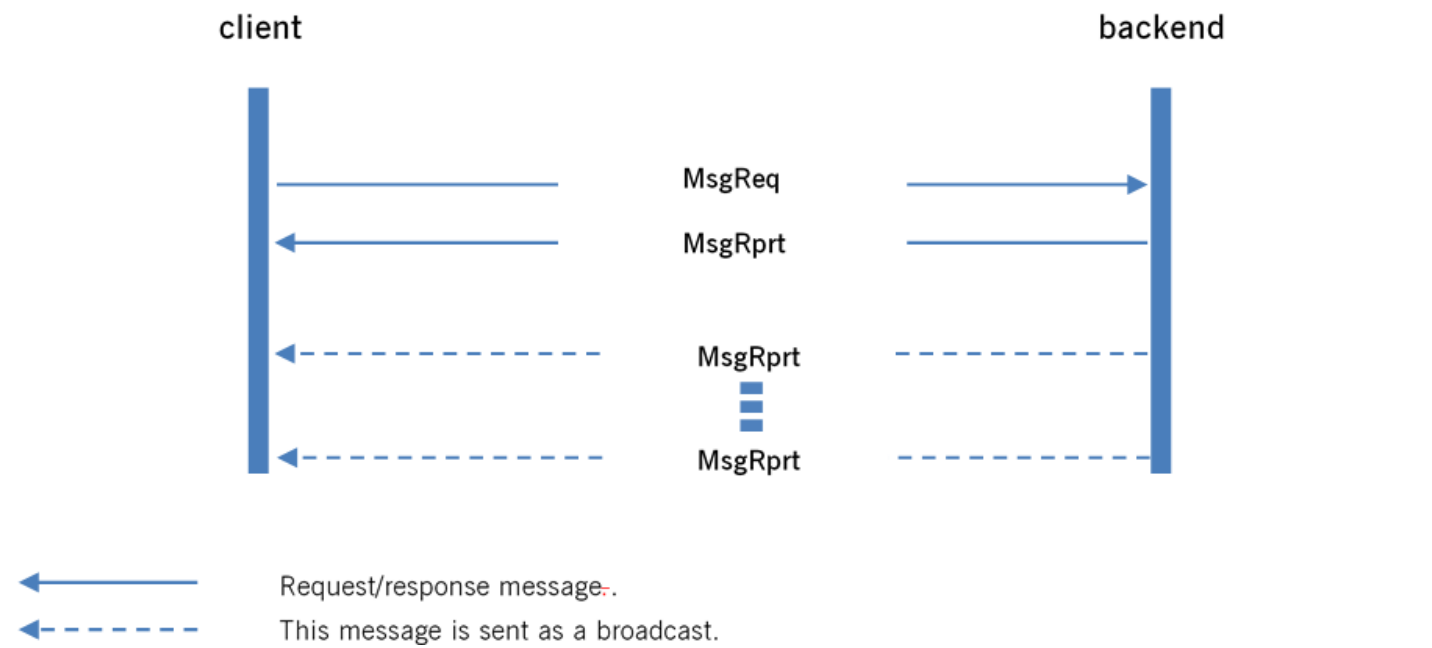 client
backend
MsgReq
MsgRprt
MsgRprt
MsgRprt
Request/response message..
This message is sent as a broadcast.